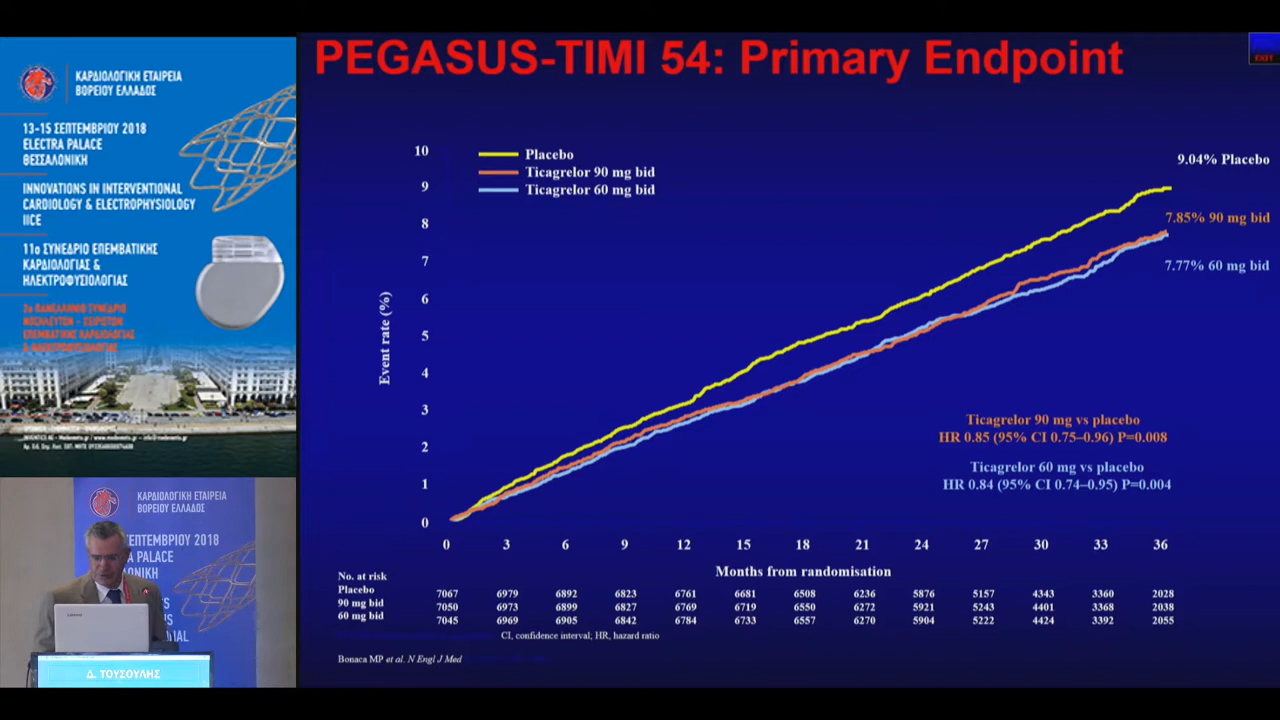 PEGASUS-TIMI 54: Primary Endpoint
EXIT
ΚΑΡΔΙΟΛΟΓΙΚΗ ΕΤΑΙΡΕΙΑ
ΒΟΡΕΙΟΥ ΕΛΛΑΔΟΣ
13-15 ΣΕΠΤΕΜΒΡΙΟΥ 2018
ELECTRA PALACE
ΘΕΣΣΑΛΟΝΙΚΗ
INNOVATIONS IN INTERVENTIONAL
CARDIOLOGY & ELECTROPHYSIOLOGY
IICE
11ο ΣΥΝΕΔΡΙΟ ΕΠΕΜΒΑΤΙΚΗΣ
ΚΑΡΔΙΟΛΟΓΙΑΣ &
ΗΛΕΚΤΡΟΦΥΣΙΟΛΟΓΙΑΣ
ΚΑΡΔΙΟΛΟΓΙΚΗ ΕΤΑΙΡΕΙΑ
ΒΟΡΕΙΟΥ ΕΛΛΑΔΟΣ
ΣΕΠΤΕΜΒΡΙΟΥ 2018
PALACE
Δ. ΤΟΥΣΟΥΛΗΣ
Placebo
Ticagrelor 90 mg bid
Ticagrelor 60 mg bid
9.04% Placebo
7.85% 90 mg bid
7.77% 60 mg bid
Event rate (%)
10
9
8
7
6
5
4
3
2
1
0
Ticagrelor 90 mg vs placebo
HR 0.85 (95% CI 0.75–0.96) P=0.008
Ticagrelor 60 mg vs placebo
HR 0.84 (95% CI 0.74–0.95) P=0.004
0 3 6 9 12 15 18 21 24 27 30 33 36
Months from randomisation
No. at risk
Placebo 7067 6979 6892 6823 6761 6681 6508 6236 5876 5157 4343 3360 2028
90 mg bid 7050 6973 6899 6827 6769 6719 6550 6272 5921 5243 4401 3368 2038
60 mg bid 7045 6969 6905 6842 6784 6733 6557 6270 5904 5222 4424 3392 2055
CI, confidence interval; HR, hazard ratio
Bonaca MP et al. N Engl J Med